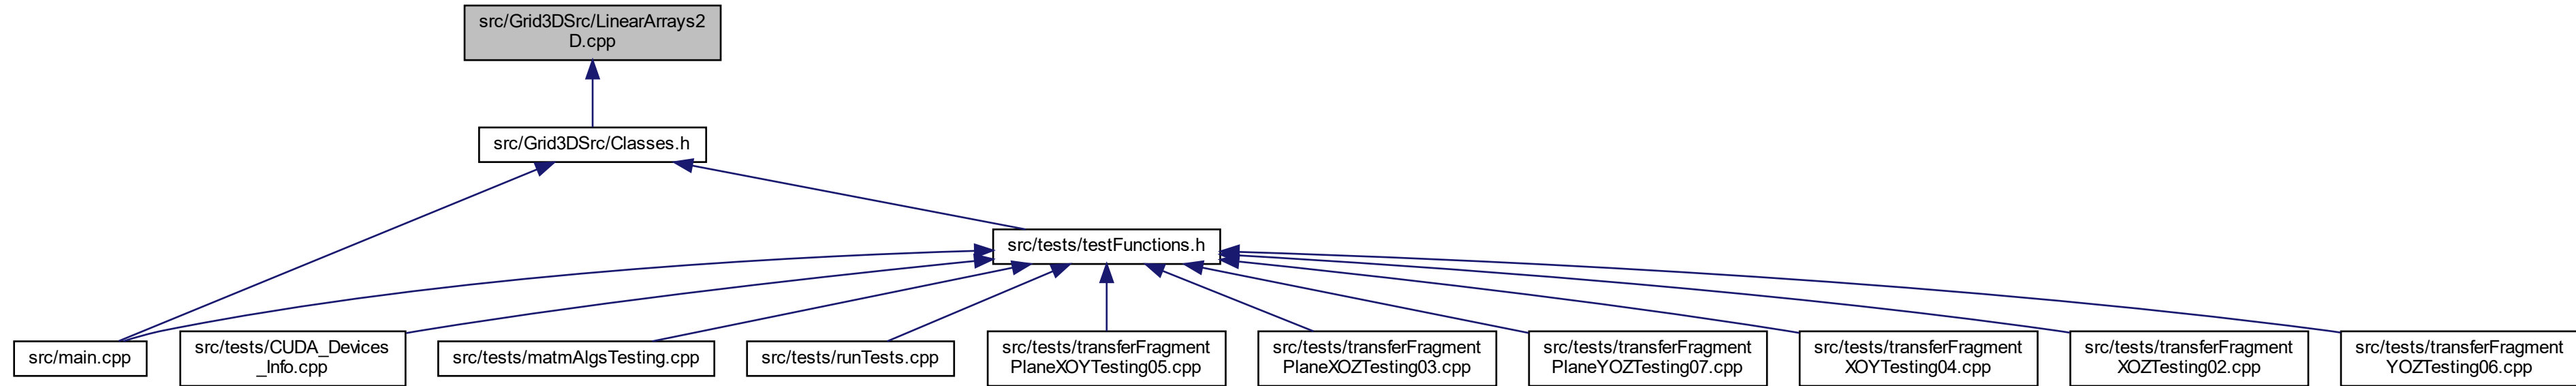 src/Grid3DSrc/LinearArrays2
D.cpp
src/Grid3DSrc/Classes.h
src/tests/testFunctions.h
src/main.cpp
src/tests/CUDA_Devices
_Info.cpp
src/tests/matmAlgsTesting.cpp
src/tests/runTests.cpp
src/tests/transferFragment
PlaneXOYTesting05.cpp
src/tests/transferFragment
PlaneXOZTesting03.cpp
src/tests/transferFragment
PlaneYOZTesting07.cpp
src/tests/transferFragment
XOYTesting04.cpp
src/tests/transferFragment
XOZTesting02.cpp
src/tests/transferFragment
YOZTesting06.cpp